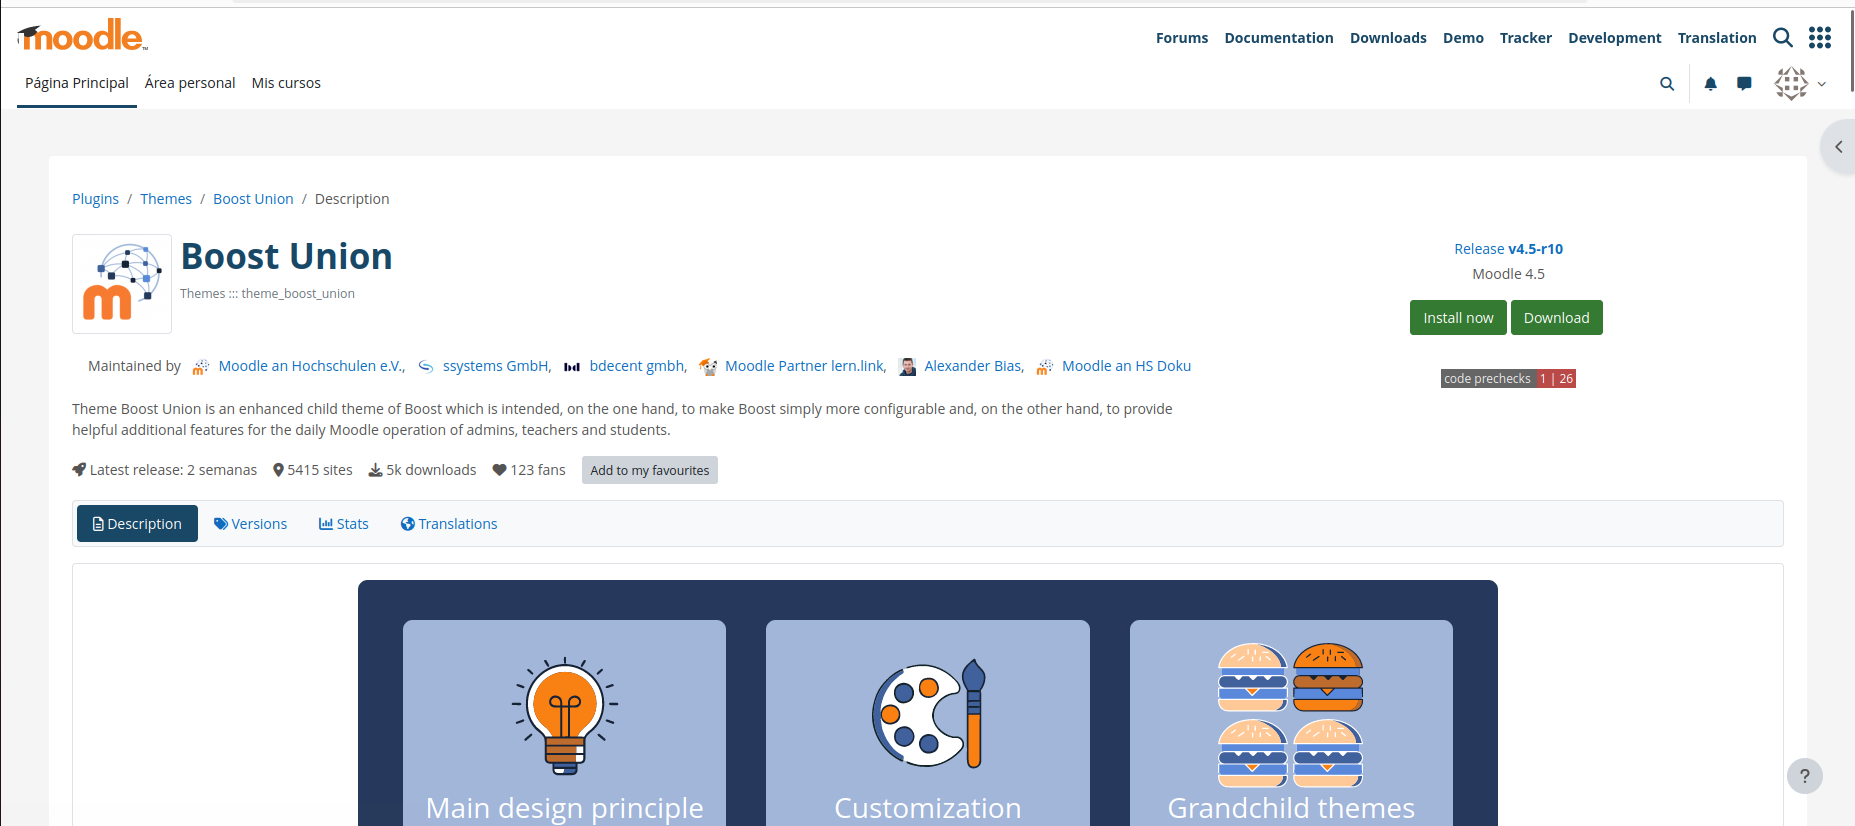 moodle™
Forums Documentation Downloads Demo Tracker Development Translation
Página Principal Área personal Mis cursos
Plugins / Themes / Boost Union / Description
Boost Union
Themes ::: theme_boost_union
Release v4.5-r10
Moodle 4.5
Install now Download
Maintained by Moodle an Hochschulen e.V., ssystems GmbH, bdecent gmbh, Moodle Partner lern.link, Alexander Bias, Moodle an HS Doku
code prechecks 1 | 26
Theme Boost Union is an enhanced child theme of Boost which is intended, on the one hand, to make Boost simply more configurable and, on the other hand, to provide
helpful additional features for the daily Moodle operation of admins, teachers and students.
Latest release: 2 semanas 5415 sites 5k downloads 123 fans Add to my favourites
Description Versions Stats Translations
Main design principle Customization Grandchild themes
?